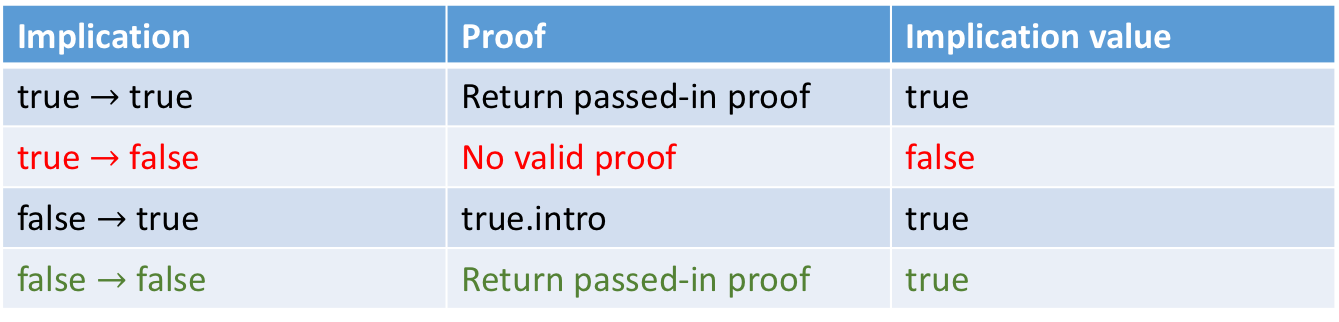 Implication Proof Implication value
true → true Return passed-in proof true
true → false No valid proof false
false → true true.intro true
false → false Return passed-in proof true